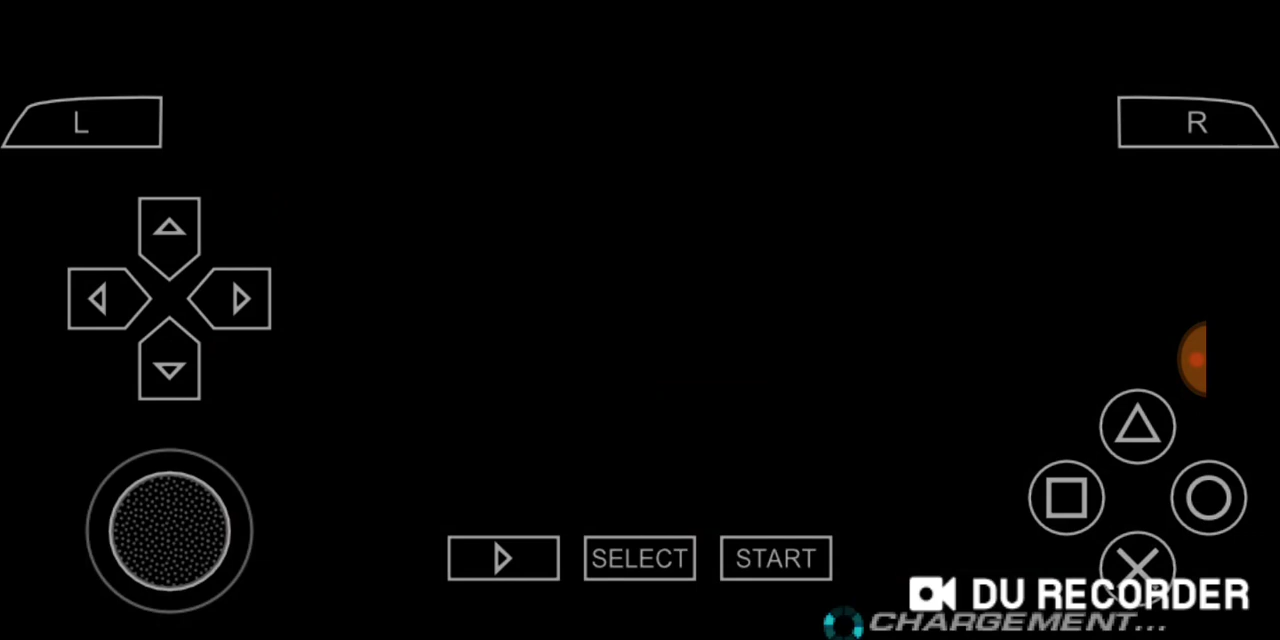 L
R
SELECT
START
DU RECORDER
CHARGEMENT...